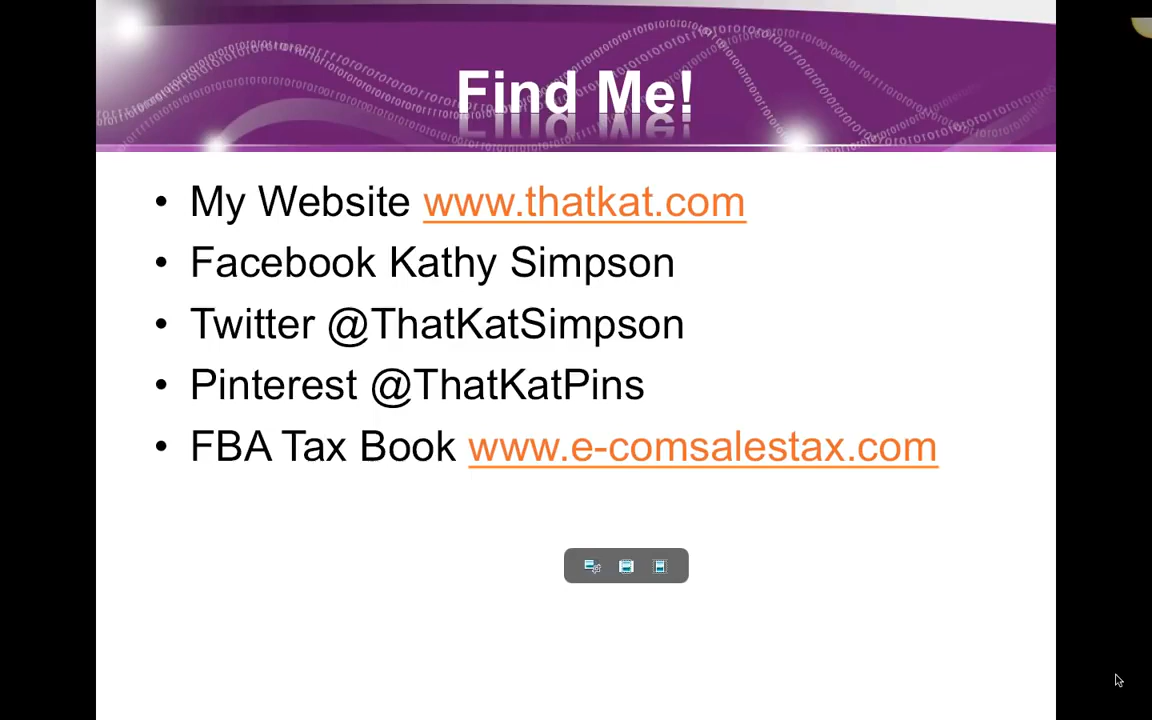 Find Me!
• My Website www.thatkat.com
• Facebook Kathy Simpson
• Twitter @ThatKatSimpson
• Pinterest @ThatKatPins
• FBA Tax Book www.e-comsalestax.com